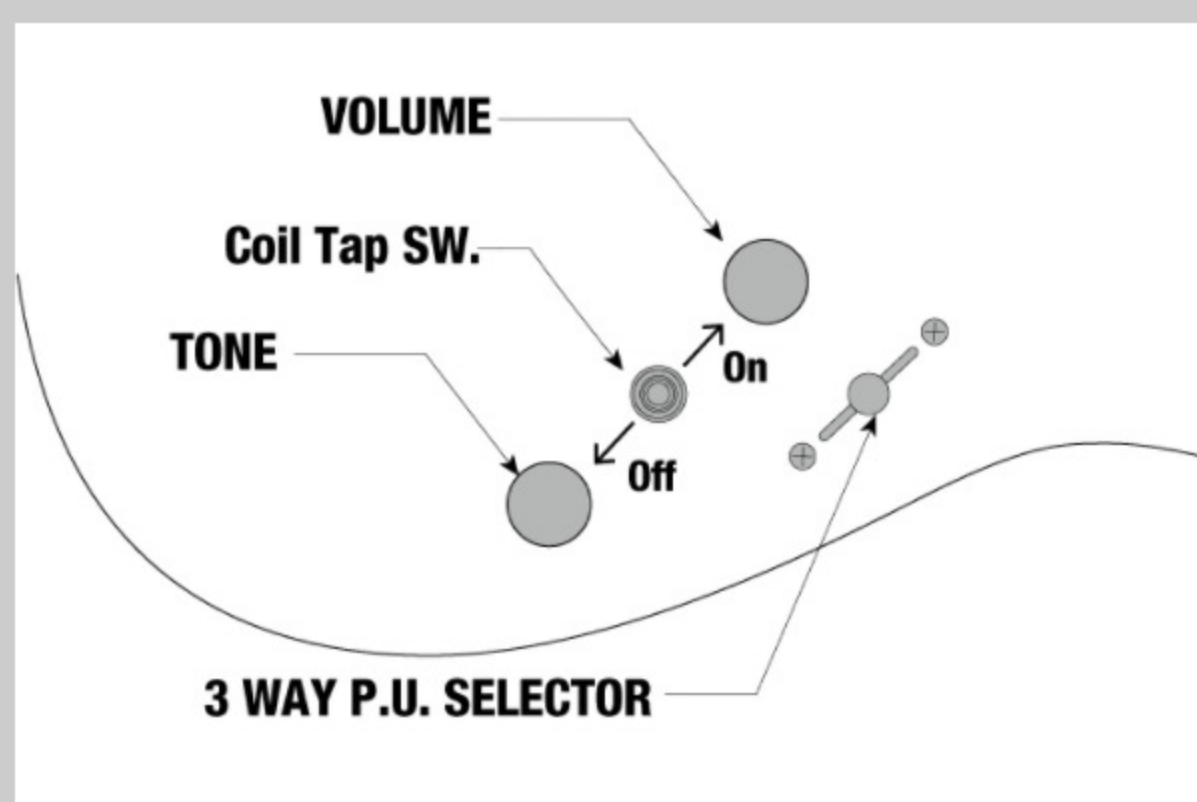 VOLUME
Coil Tap SW.
TONE
On
Off
3 WAY P.U. SELECTOR